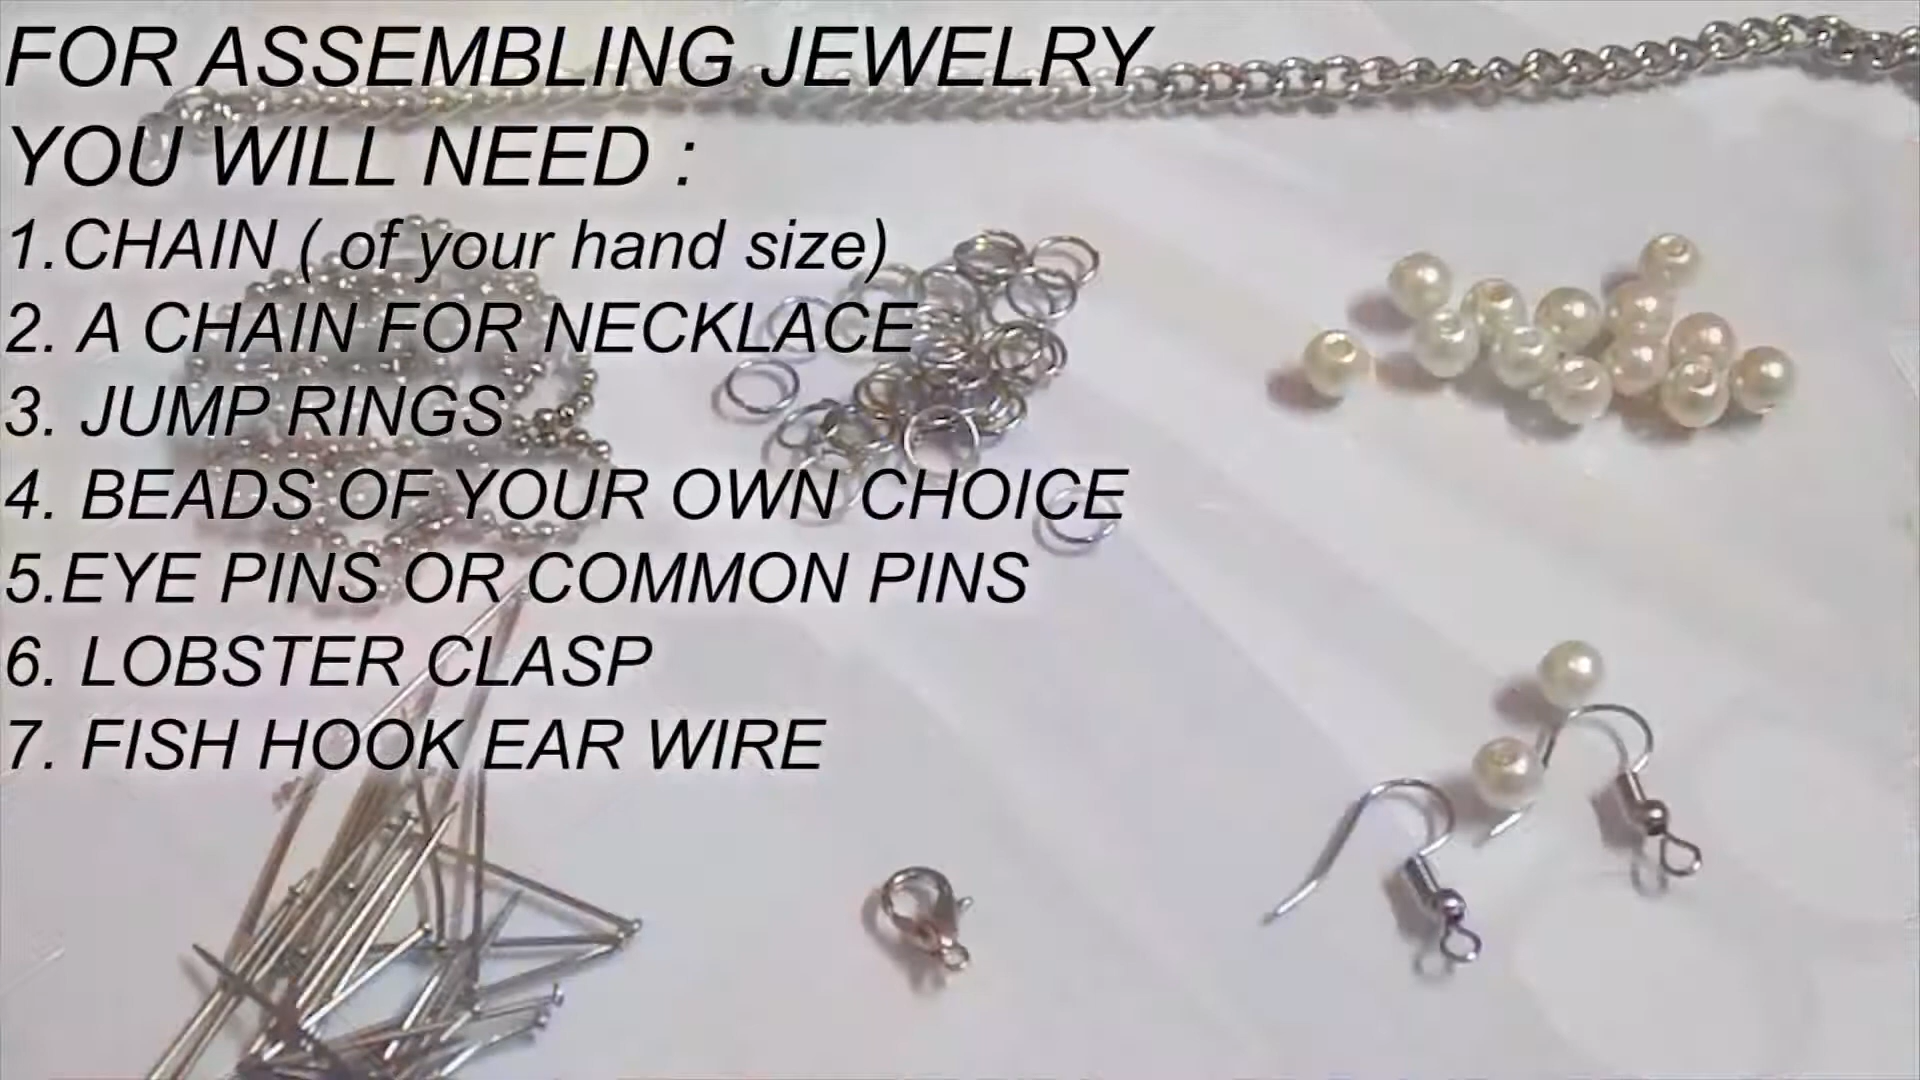 FOR ASSEMBLING JEWELRY
YOU WILL NEED :
1.CHAIN ( of your hand size)
2. A CHAIN FOR NECKLACE
3. JUMP RINGS
4. BEADS OF YOUR OWN CHOICE
5.EYE PINS OR COMMON PINS
6. LOBSTER CLASP
7. FISH HOOK EAR WIRE